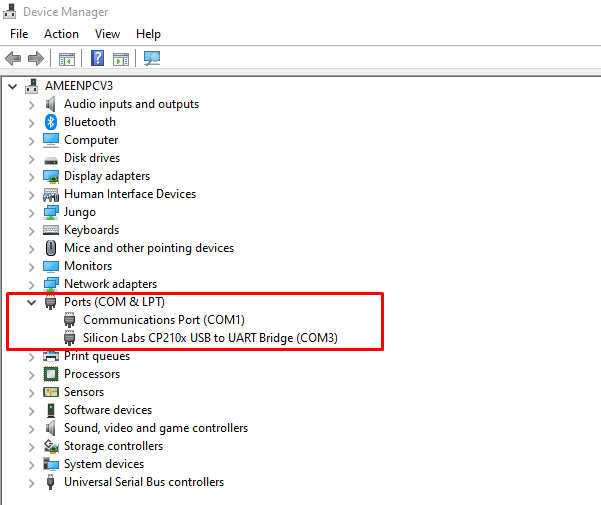 Device Manager
File Action View Help
AMEENPCV3
Audio inputs and outputs
Bluetooth
Computer
Disk drives
Display adapters
Human Interface Devices
Jungo
Keyboards
Mice and other pointing devices
Monitors
Network adapters
Ports (COM & LPT)
Communications Port (COM1)
Silicon Labs CP210x USB to UART Bridge (COM3)
Print queues
Processors
Sensors
Software devices
Sound, video and game controllers
Storage controllers
System devices
Universal Serial Bus controllers